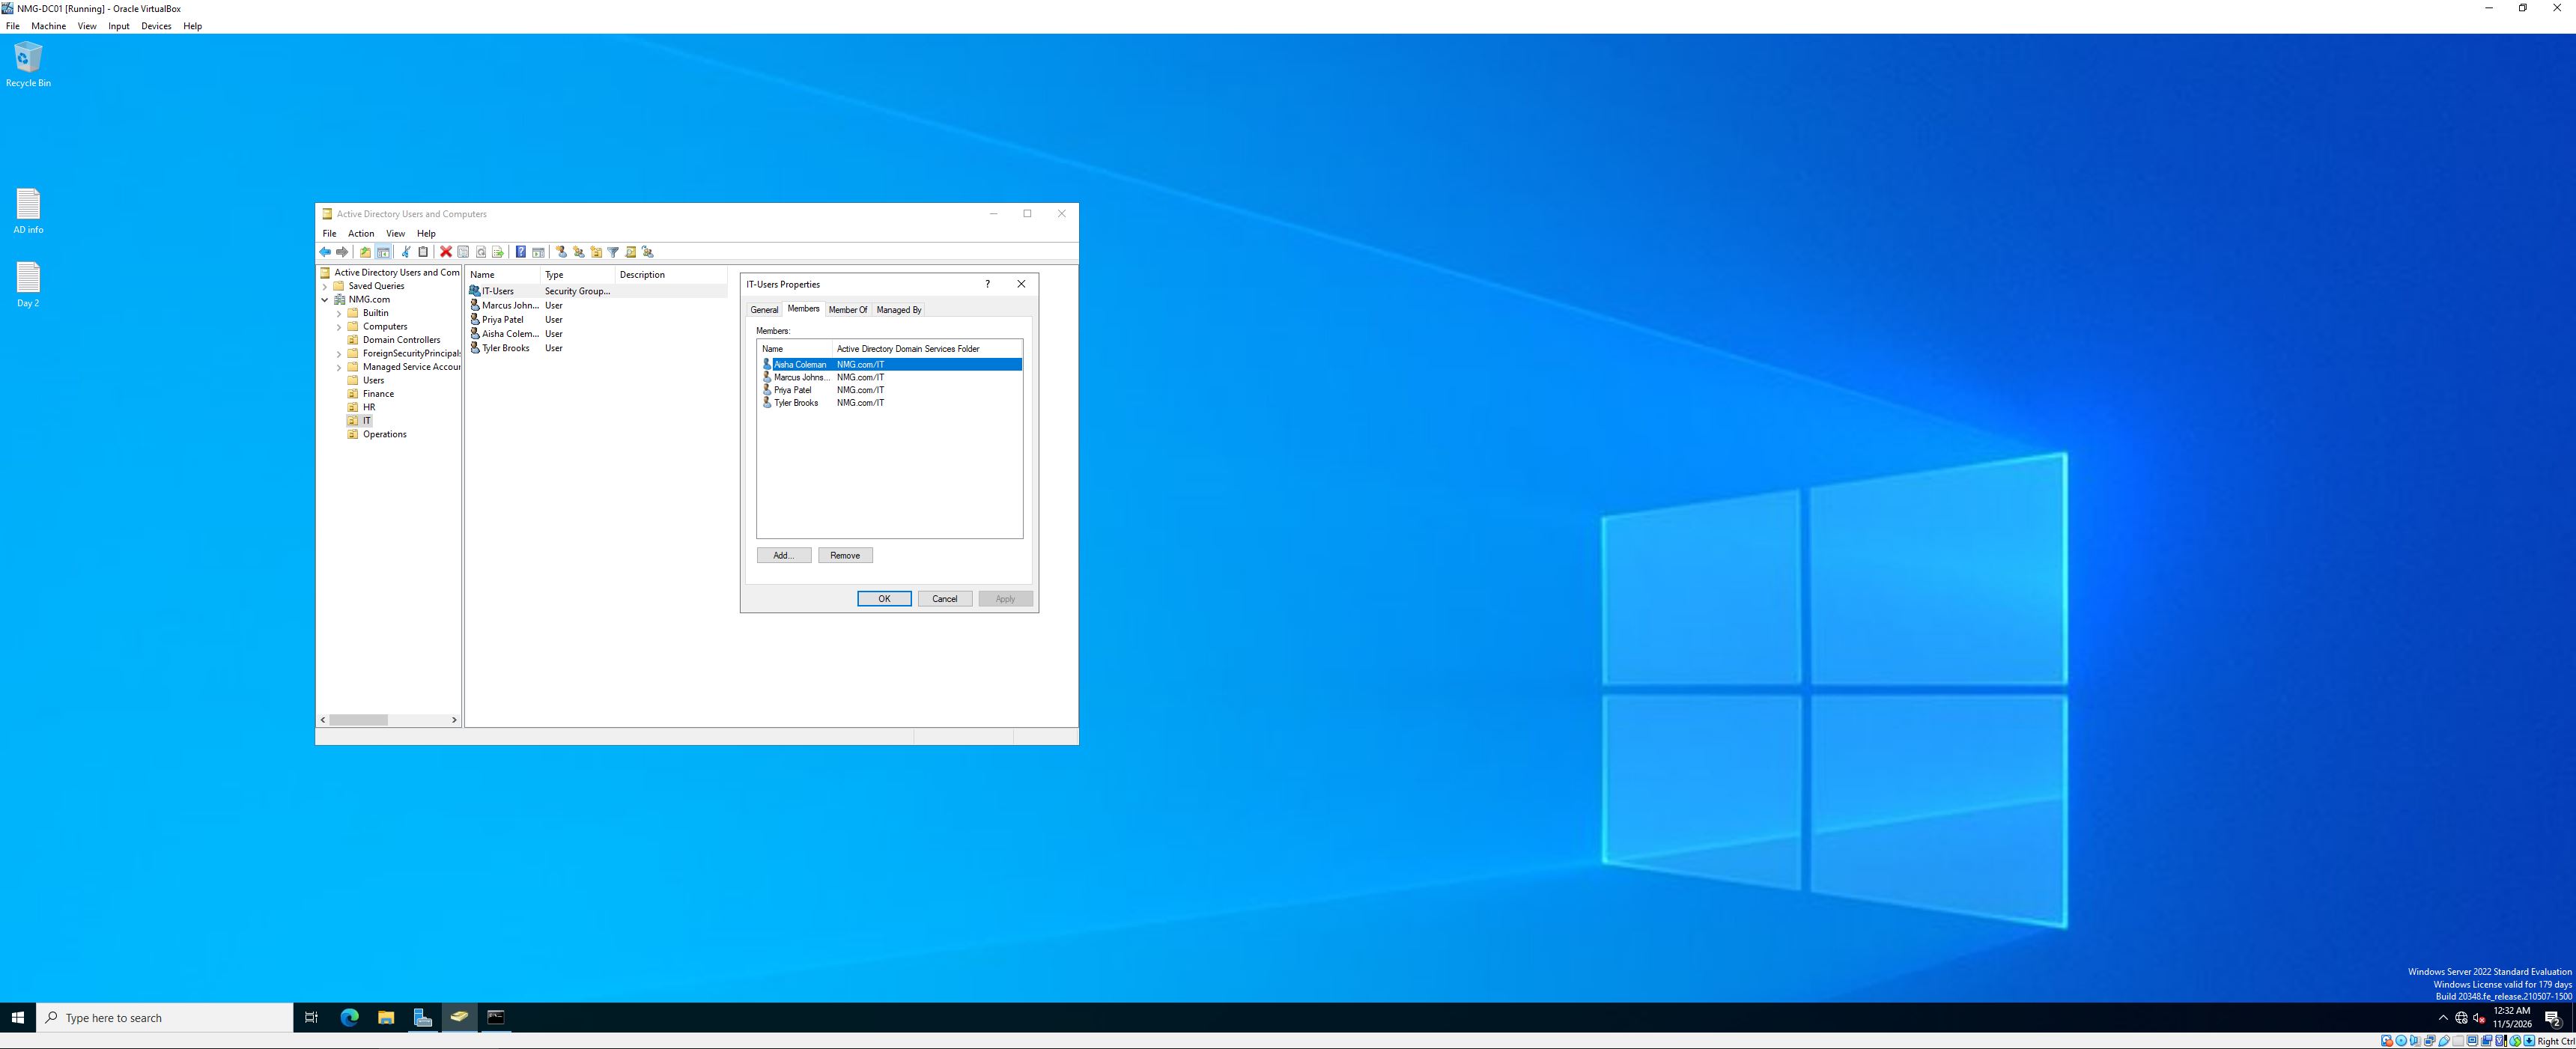 NMG-DC01 [Running] - Oracle VirtualBox
File Machine View Input Devices Help
Recycle Bin
AD info
Day 2
Active Directory Users and Computers
File Action View Help
Active Directory Users and Com
Saved Queries
NMG.com
Builtin
Computers
Domain Controllers
ForeignSecurityPrincipals
Managed Service Accour
Users
Finance
HR
IT
Operations
Name Type Description
IT-Users Security Group...
Marcus John... User
Priya Patel User
Aisha Colem... User
Tyler Brooks User
IT-Users Properties
General Members Member Of Managed By
Members:
Name Active Directory Domain Services Folder
Aisha Coleman NMG.com/IT
Marcus Johns... NMG.com/IT
Priya Patel NMG.com/IT
Tyler Brooks NMG.com/IT
Add... Remove
OK Cancel Apply
Windows Server 2022 Standard Evaluation
Windows License valid for 179 days
Build 20348.fe_release.210507-1500
Type here to search
12:32 AM
11/5/2026
2
Right Ctrl